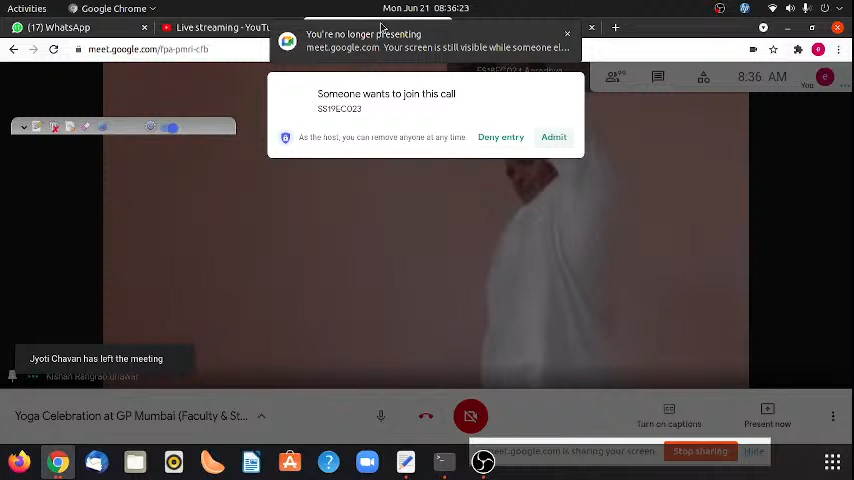 Activities
Google Chrome
Mon Jun 21 08:36:23
(17) WhatsApp
Live streaming - YouTu
meet.google.com/fpa-pmri-cfb
You're no longer presenting
meet.google.com Your screen is still visible while someone el...
Someone wants to join this call
SS19EC023
As the host, you can remove anyone at any time
Deny entry
Admit
99
8:36 AM
e
You
Jyoti Chavan has left the meeting
Kishan Rangrao Bhawar
Yoga Celebration at GP Mumbai (Faculty & St...
Turn on captions
Present now
meet.google.com is sharing your screen.
Stop sharing
Hide